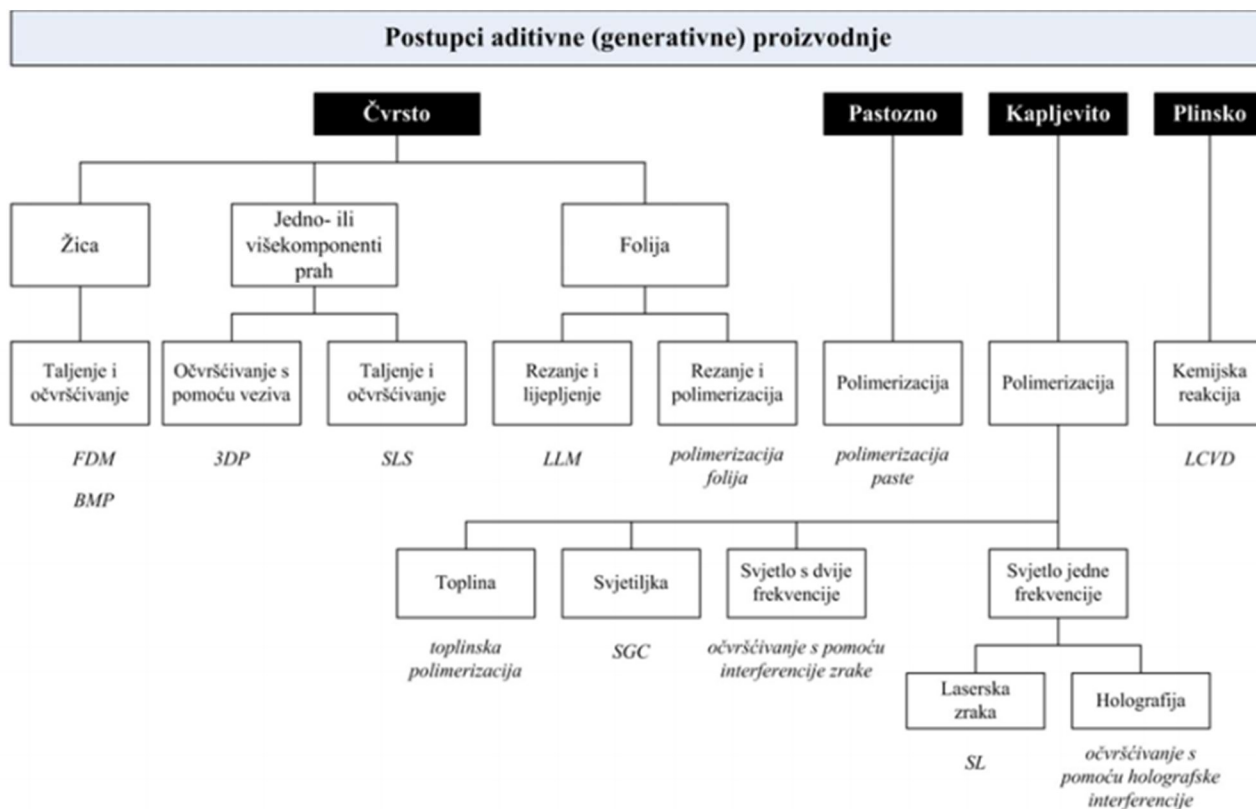 Postupci aditivne (generativne) proizvodnje
Čvrsto
Pastozno
Kapljevito
Plinsko
Žica
Jedno- ili
višekomponenti
prah
Folija
Taljenje i
očvršćivanje
Očvršćivanje s
pomoću veziva
Taljenje i
očvršćivanje
Rezanje i
lijepljenje
Rezanje i
polimerizacija
Polimerizacija
Polimerizacija
Kemijska
reakcija
FDM
BMP
3DP
SLS
LLM
polimerizacija
folija
polimerizacija
paste
LCVD
Toplina
Svjetiljka
Svjetlo s dvije
frekvencije
Svjetlo jedne
frekvencije
toplinska
polimerizacija
SGC
očvršćivanje s pomoću
interferencije zrake
Laserska
zraka
Holografija
SL
očvršćivanje s
pomoću holografske
interferencije